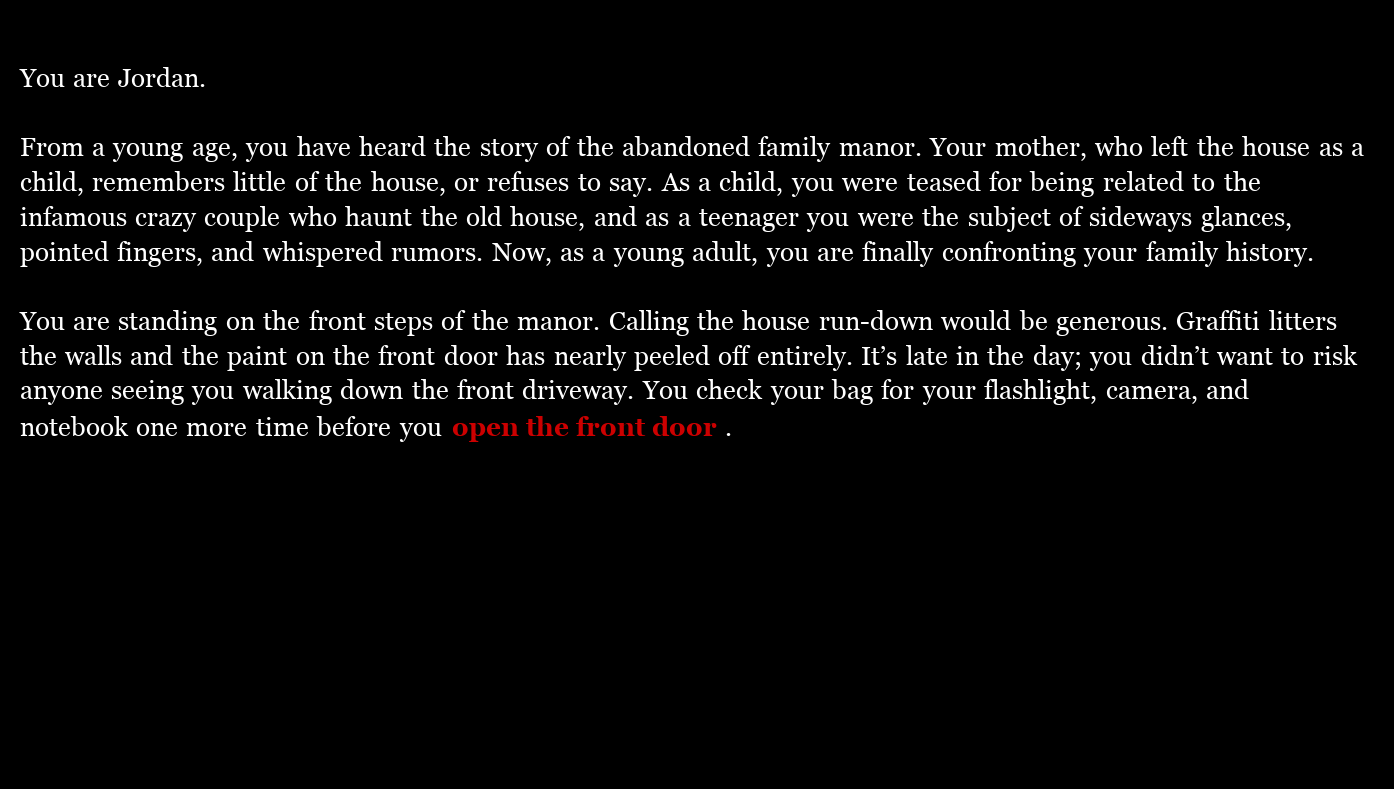 You are Jordan.
From a young age, you have heard the story of the abandoned family manor. Your mother, who left the house as a
child, remembers little of the house, or refuses to say. As a child, you were teased for being related to the
infamous crazy couple who haunt the old house, and as a teenager you were the subject of sideways glances,
pointed fingers, and whispered rumors. Now, as a young adult, you are finally confronting your family history.
You are standing on the front steps of the manor. Calling the house run-down would be generous. Graffiti litters
the walls and the paint on the front door has nearly peeled off entirely. It’s late in the day; you didn’t want to risk
anyone seeing you walking down the front driveway. You check your bag for your flashlight, camera, and
notebook one more time before you open the front door .